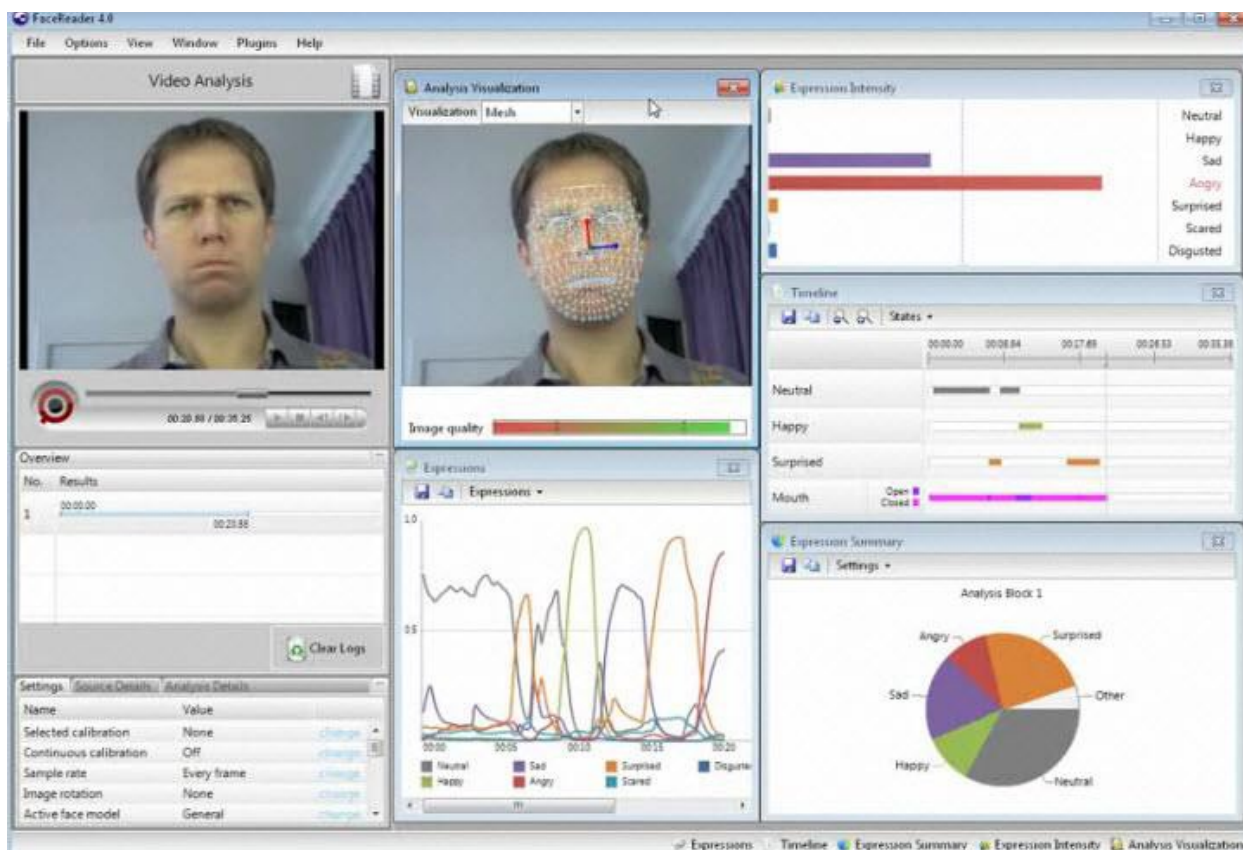 FaceReader 4.0
File Options View Window Plugins Help
Video Analysis
00:20.88 / 00:35.25
Overview
No. Results
1 00:00.00
00:20.88
Clear Logs
Settings Source Details Analysis Details
Name Value
Selected calibration None change
Continuous calibration Off change
Sample rate Every frame change
Image rotation None change
Active face model General change
Analysis Visualization
Visualization Mesh
Image quality
Expressions
Expressions
1.0
0.5
00:00 00:05 00:10 00:15 00:20
Neutral Sad Surprised Disguste
Happy Angry Scared
Expression Intensity
Neutral
Happy
Sad
Angry
Surprised
Scared
Disgusted
Timeline
States
00:00.00 00:08.84 00:17.69 00:26.53 00:35.38
Neutral
Happy
Surprised
Mouth Open
Closed
Expression Summary
Settings
Analysis Block 1
Angry Surprised
Sad Other
Happy Neutral
Expressions Timeline Expression Summary Expression Intensity Analysis Visualization